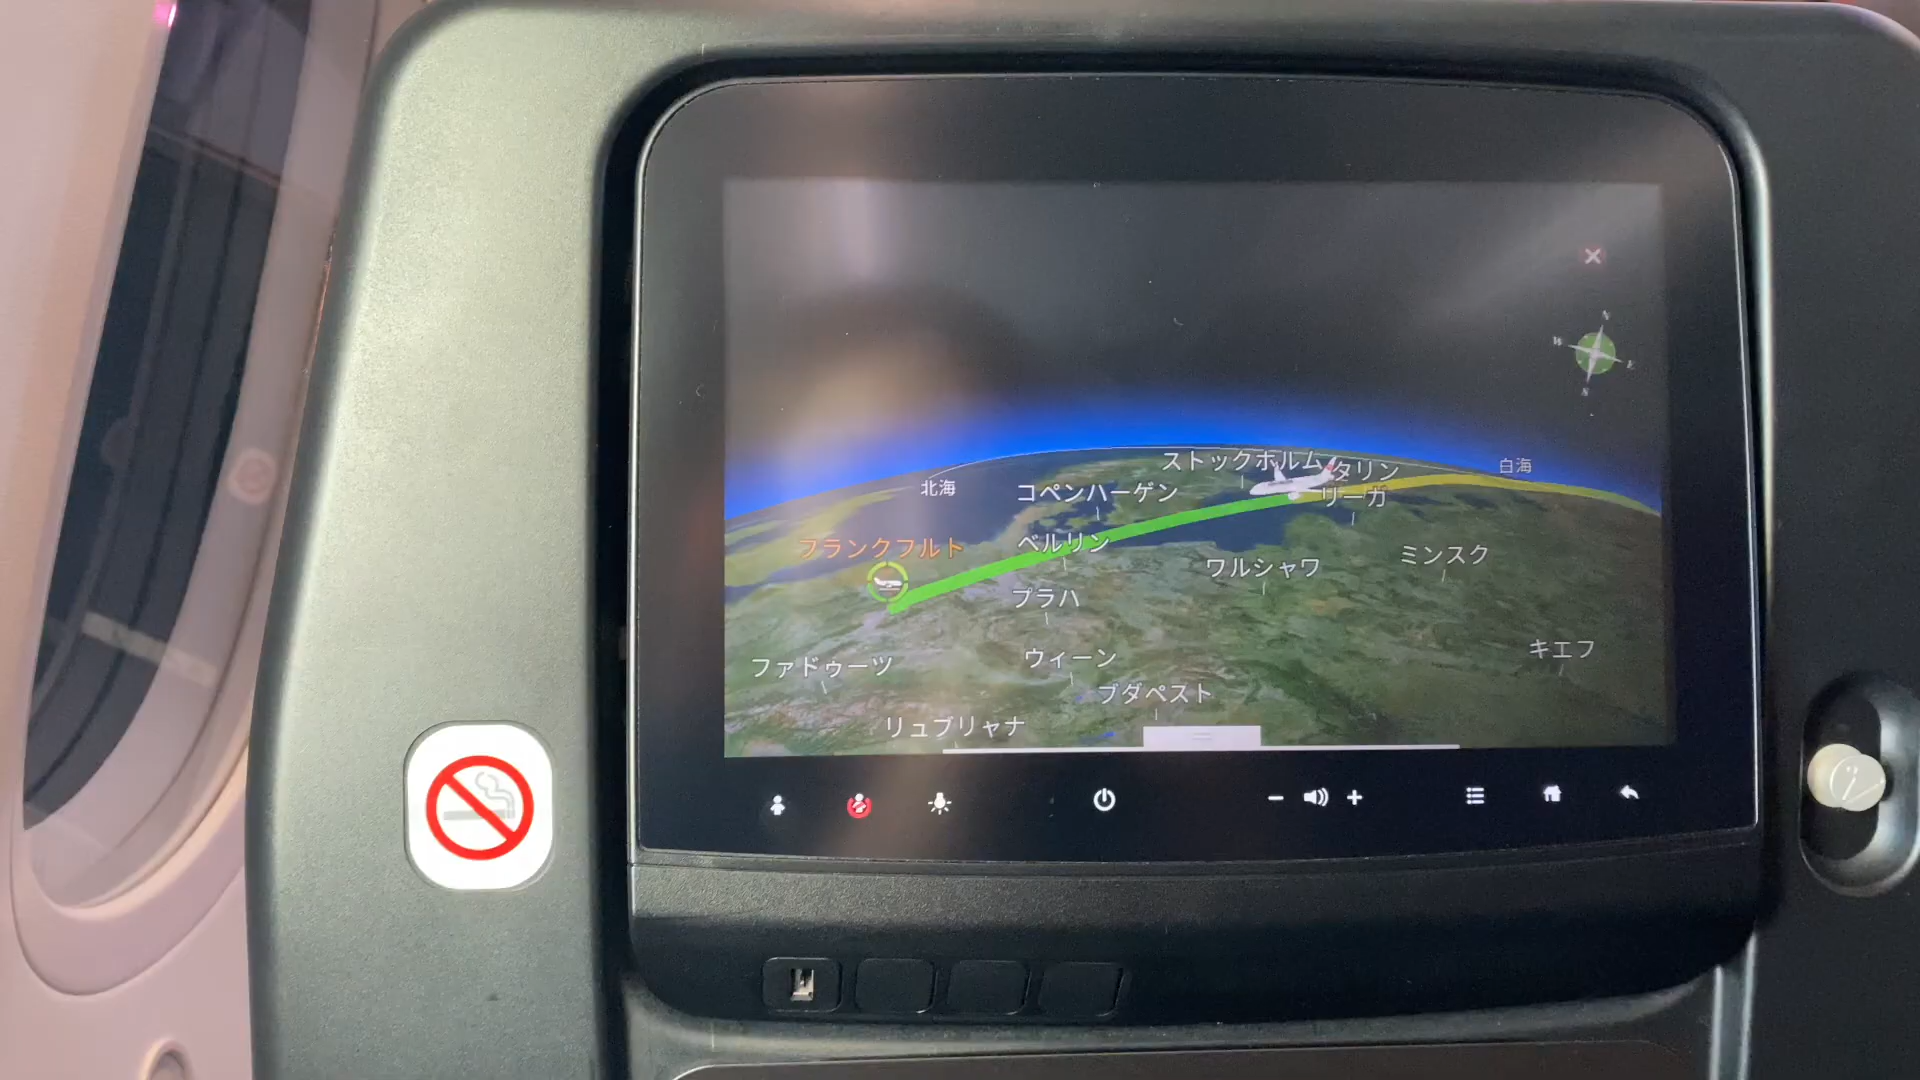 N
W
E
S
ストックホルム
タリン
白海
北海
コペンハーゲン
リーガ
フランクフルト
ベルリン
ワルシャワ
ミンスク
プラハ
キエフ
ファドゥーツ
ウィーン
ブダペスト
リュブリャナ